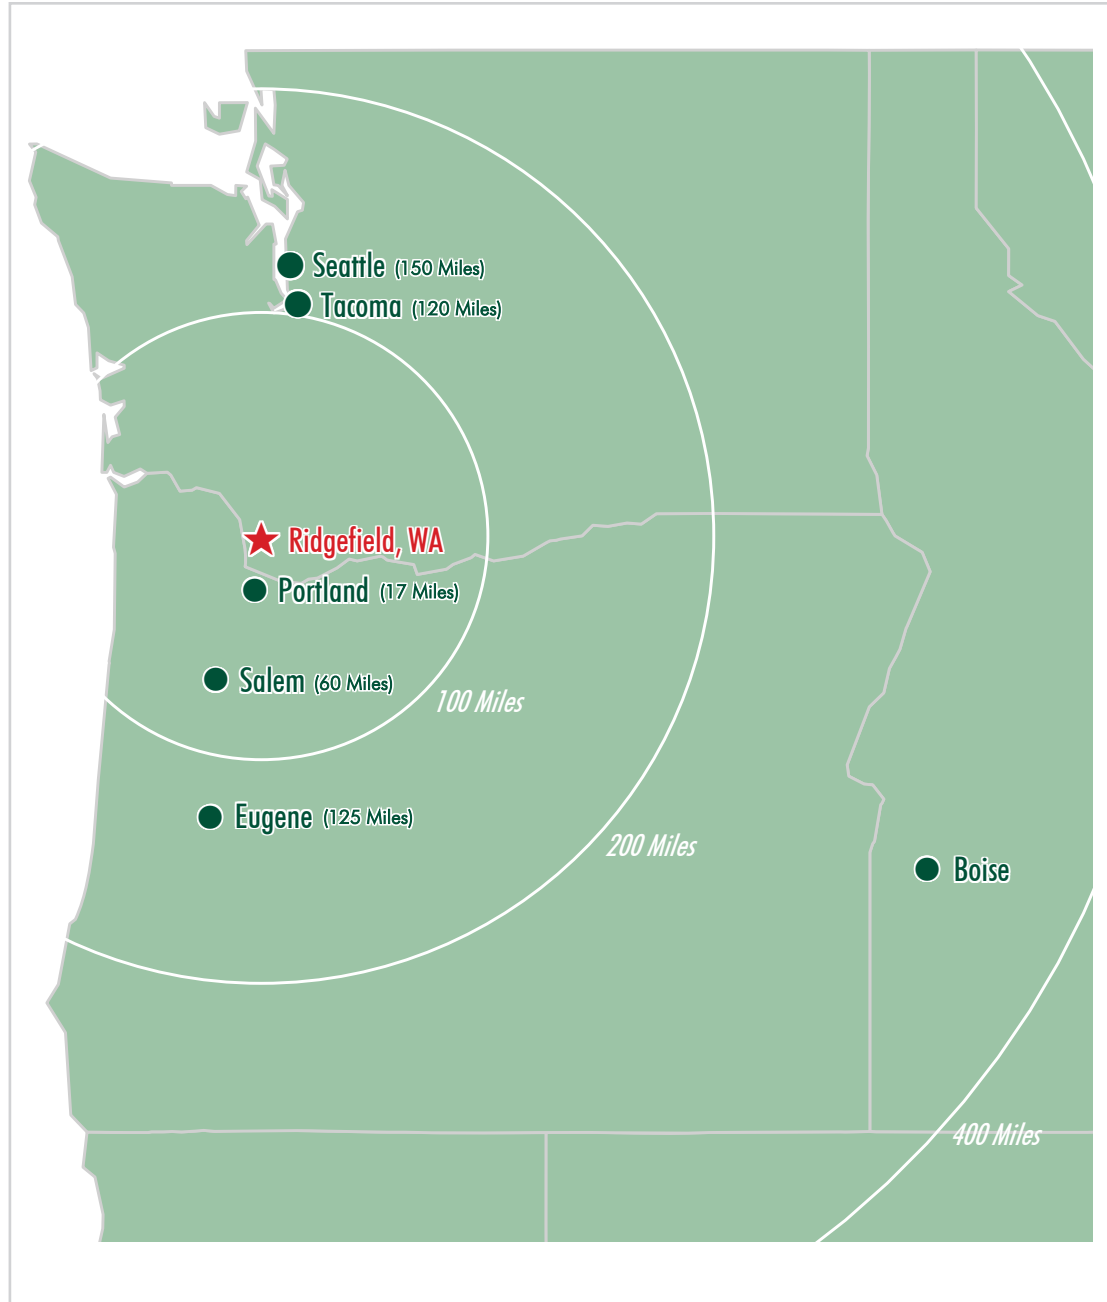 Seattle (150 Miles)
Tacoma (120 Miles)
Ridgefield, WA
Portland (17 Miles)
Salem (60 Miles)
100 Miles
Eugene (125 Miles)
200 Miles
Boise
400 Miles